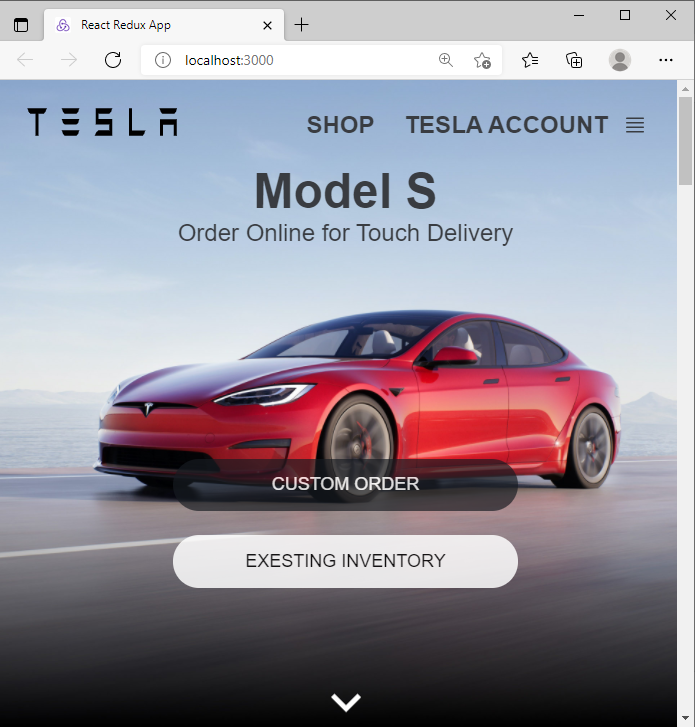 React Redux App
localhost:3000
TESLA
SHOP TESLA ACCOUNT
Model S
Order Online for Touch Delivery
CUSTOM ORDER
EXESTING INVENTORY